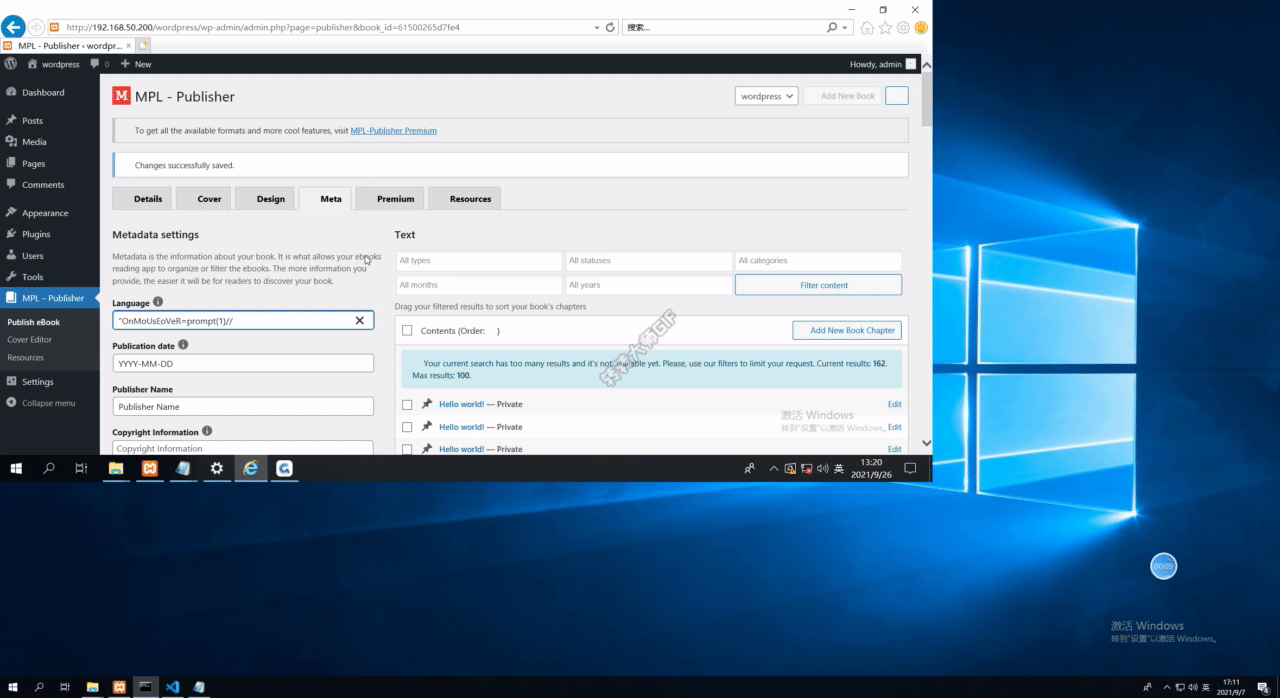 http://192.168.50.200/wordpress/wp-admin/admin.php?page=publisher&book_id=61500265d7fe4
搜索...
MPL - Publisher ‹ wordpr...
wordpress
0
New
Howdy, admin
Dashboard
Posts
Media
Pages
Comments
Appearance
Plugins
Users
Tools
MPL – Publisher
Publish eBook
Cover Editor
Resources
Settings
Collapse menu
M MPL - Publisher
wordpress
Add New Book
To get all the available formats and more cool features, visit MPL-Publisher Premium
Changes successfully saved.
Details
Cover
Design
Meta
Premium
Resources
Metadata settings
Metadata is the information about your book. It is what allows your ebooks
reading app to organize or filter the ebooks. The more information you
provide, the easier it will be for readers to discover your book.
Language
"OnMoUsEoVeR=prompt(1)//
Publication date
YYYY-MM-DD
Publisher Name
Publisher Name
Copyright Information
Copyright Information
Text
All types
All statuses
All categories
All months
All years
Filter content
Drag your filtered results to sort your book's chapters
Contents (Order: )
Add New Book Chapter
Your current search has too many results and it's not available yet. Please, use our filters to limit your request. Current results: 162.
Max results: 100.
Hello world! — Private
Edit
Hello world! — Private
Edit
Hello world! — Private
Edit
转转大师GIF
激活 Windows
转到"设置"以激活 Windows。
英
13:20
2021/9/26
00:09
激活 Windows
转到"设置"以激活 Windows。
英
17:11
2021/9/7